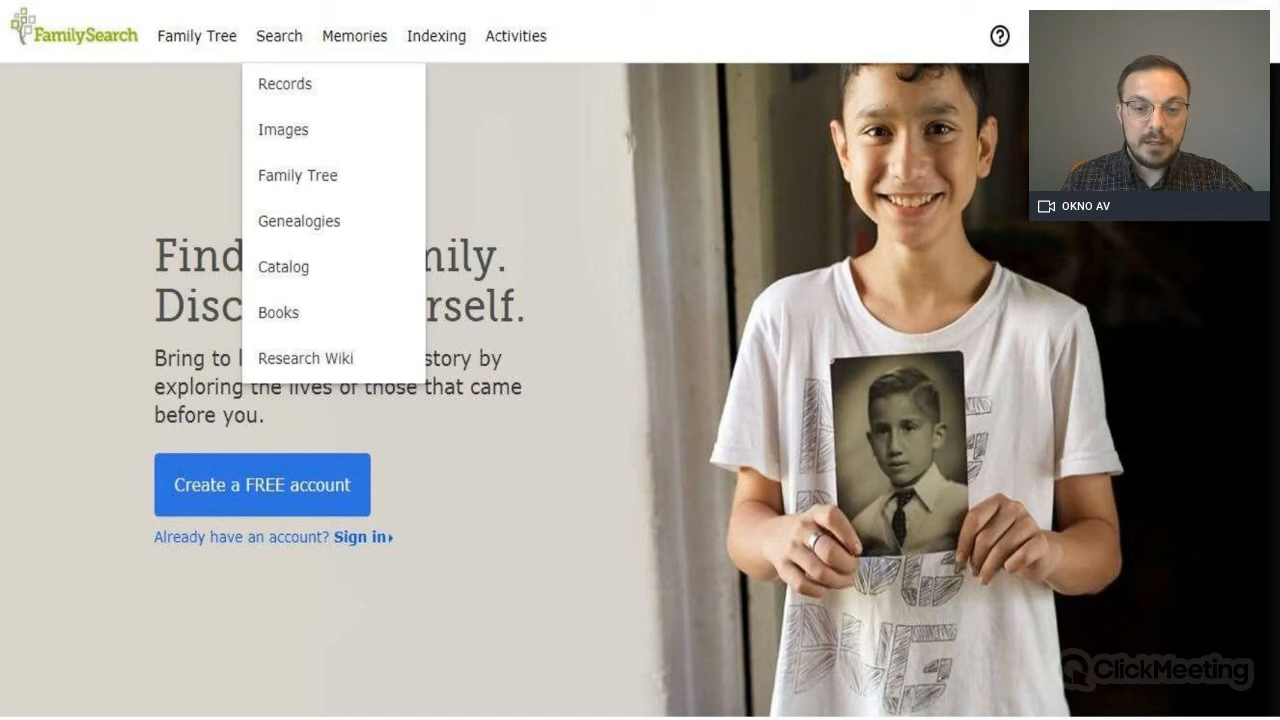 FamilySearch
Family Tree
Search
Memories
Indexing
Activities
?
OKNO AV
Records
Images
Family Tree
Genealogies
Catalog
Books
Research Wiki
Find mily.
Disc rself.
Bring to l story by
exploring the lives of those that came
before you.
Create a FREE account
Already have an account? Sign in
ClickMeeting